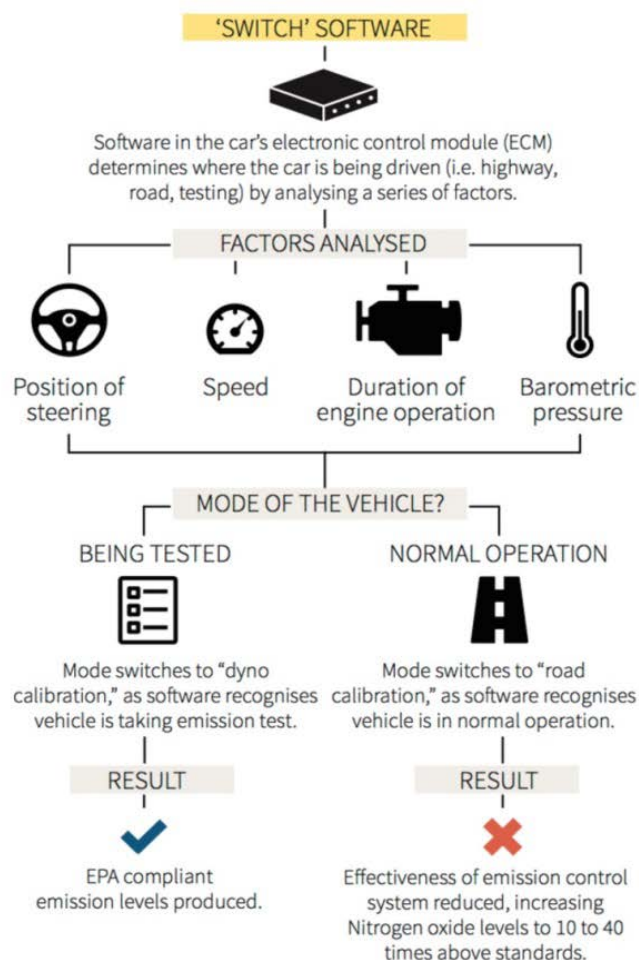 'SWITCH' SOFTWARE
Software in the car's electronic control module (ECM)
determines where the car is being driven (i.e. highway,
road, testing) by analysing a series of factors.
FACTORS ANALYSED
Position of
steering
Speed
Duration of
engine operation
Barometric
pressure
MODE OF THE VEHICLE?
BEING TESTED
Mode switches to “dyno
calibration,” as software recognises
vehicle is taking emission test.
RESULT
EPA compliant
emission levels produced.
NORMAL OPERATION
Mode switches to “road
calibration,” as software recognises
vehicle is in normal operation.
RESULT
Effectiveness of emission control
system reduced, increasing
Nitrogen oxide levels to 10 to 40
times above standards.